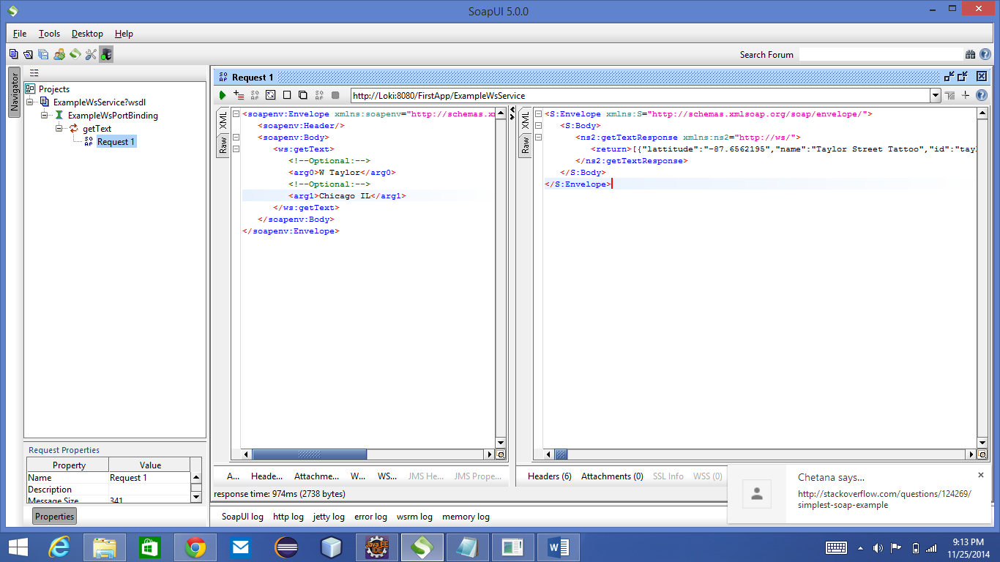 SoapUI 5.0.0
File Tools Desktop Help
Search Forum
Navigator
Projects
ExampleWsService?wsdl
ExampleWsPortBinding
getText
Request 1
Request 1
http://Loki:8080/FirstApp/ExampleWsService
XML
Raw
<soapenv:Envelope xmlns:soapenv="http://schemas.xm
<soapenv:Header/>
<soapenv:Body>
<ws:getText>
<!--Optional:-->
<arg0>W Taylor</arg0>
<!--Optional:-->
<arg1>Chicago IL</arg1>
</ws:getText>
</soapenv:Body>
</soapenv:Envelope>
XML
Raw
<S:Envelope xmlns:S="http://schemas.xmlsoap.org/soap/envelope/">
<S:Body>
<ns2:getTextResponse xmlns:ns2="http://ws/">
<return>[{"lattitude":"-87.6562195","name":"Taylor Street Tattoo","id":"tayl
</ns2:getTextResponse>
</S:Body>
</S:Envelope>
Request Properties
Property Value
Name Request 1
Description
Message Size 341
Properties
A... Heade... Attachme... W... WS... JMS He... JMS Prope...
Headers (6) Attachments (0) SSL Info WSS (0)
response time: 974ms (2738 bytes)
SoapUI log http log jetty log error log wsrm log memory log
Chetana says...
http://stackoverflow.com/questions/124269/
simplest-soap-example
Java EE
IDE
9:13 PM
11/25/2014